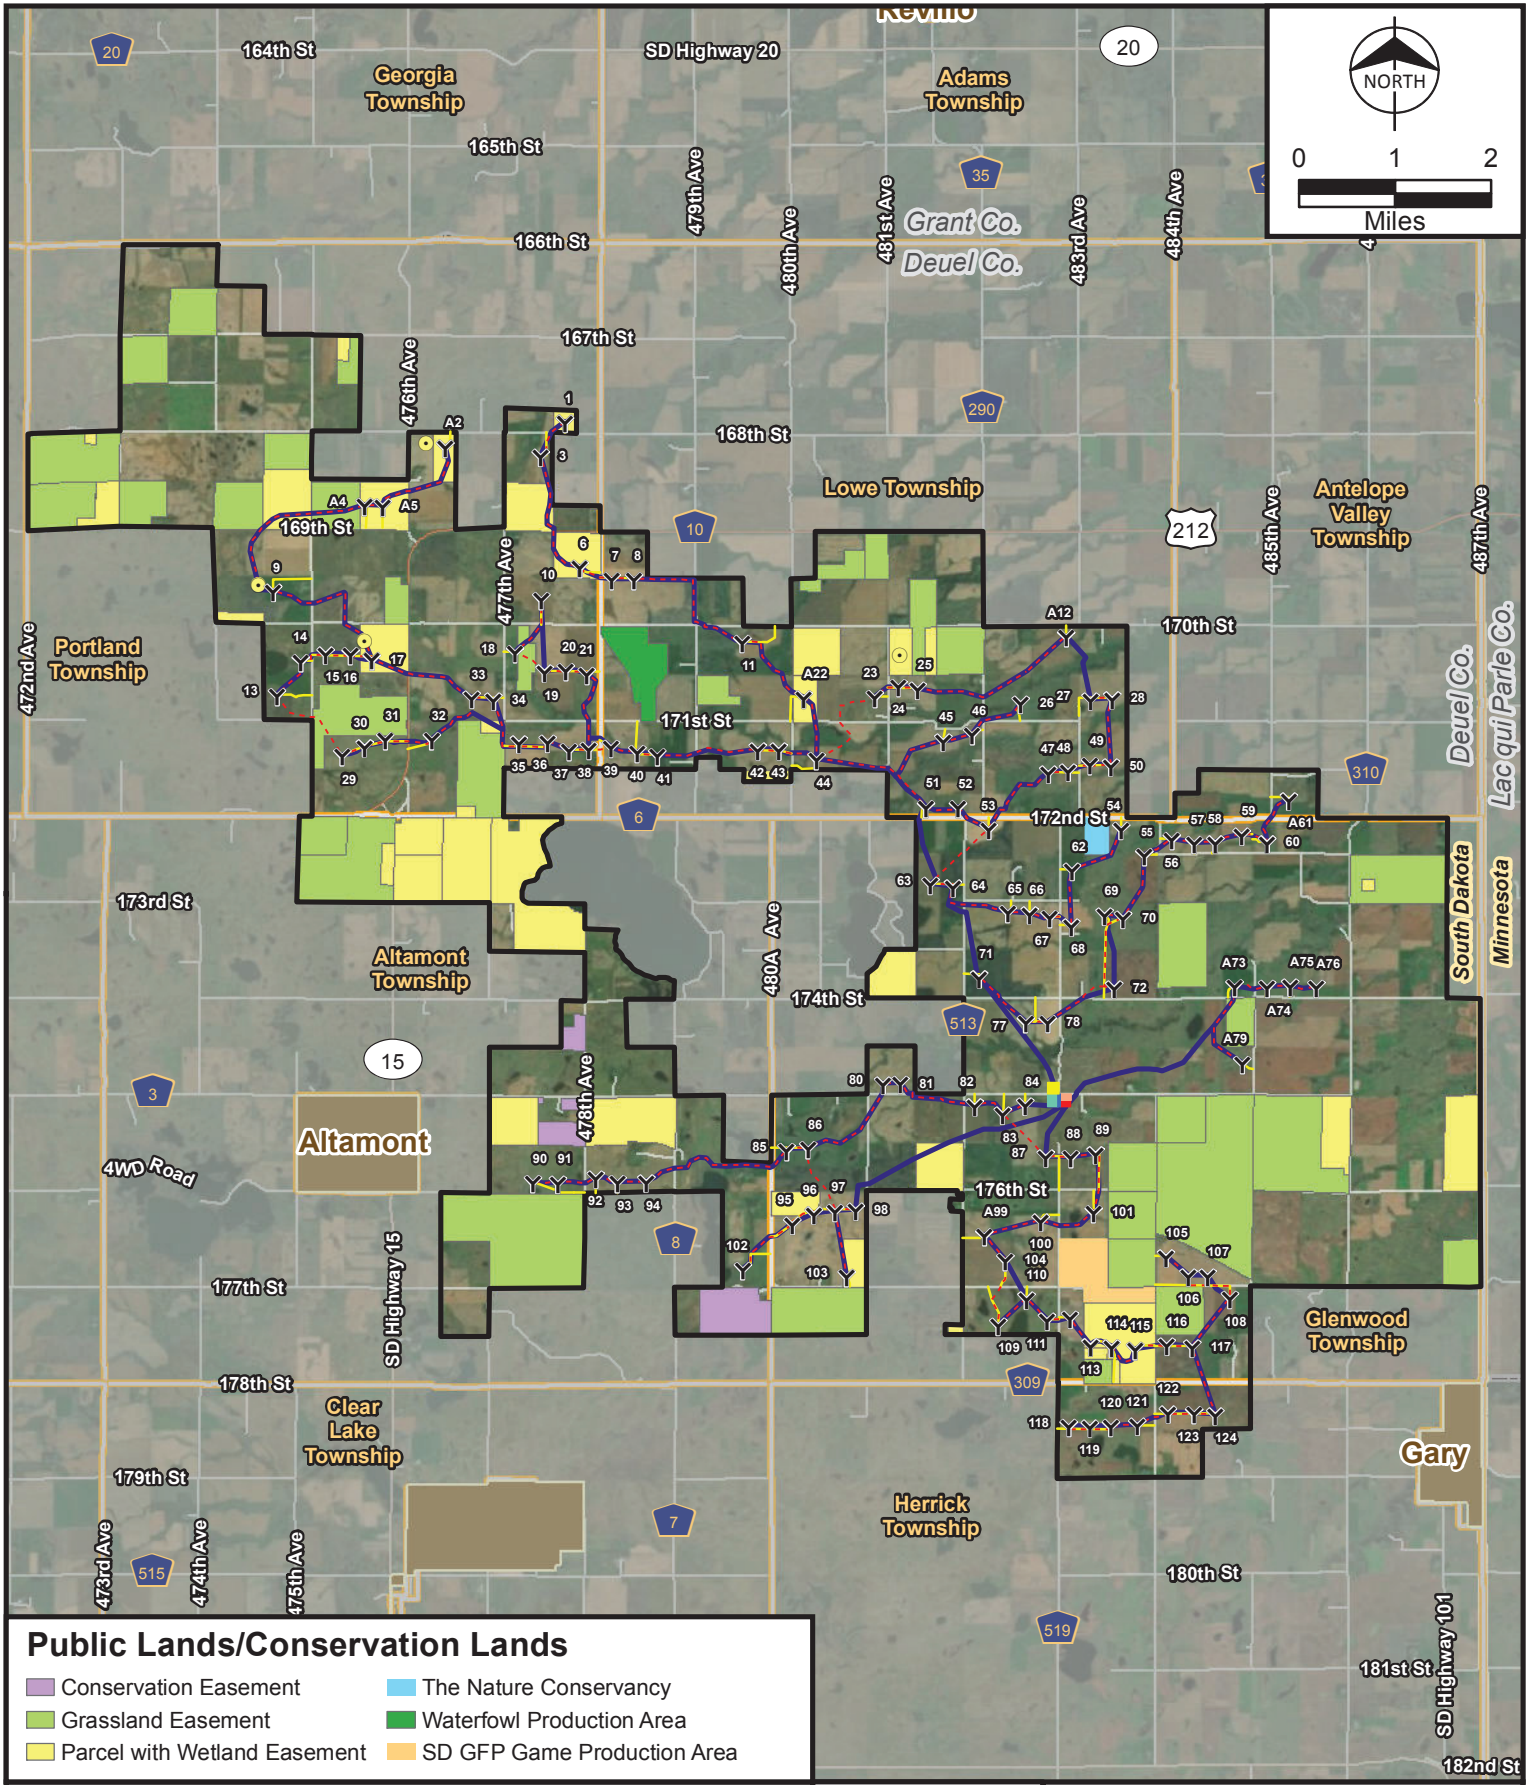 Revillo
20
164th St
SD Highway 20
20
Georgia
Township
Adams
Township
NORTH
0 1 2
Miles
165th St
479th Ave
480th Ave
481st Ave
35
483rd Ave
484th Ave
3
Grant Co.
Deuel Co.
166th St
4
167th St
476th Ave
290
1
A2
168th St
3
Lowe Township
Antelope
Valley
Township
485th Ave
487th Ave
A4
A5
169th St
10
212
477th Ave
6
7
8
9
10
A12
170th St
472nd Ave
Portland
Township
14
15
16
17
18
20
21
11
A22
23
25
Deuel Co.
Lac qui Parle Co.
13
33
34
19
24
26
27
28
30
31
32
171st St
45
46
47
48
49
50
29
35
36
37
38
39
40
41
42
43
44
310
6
51
52
53
172nd St
54
55
57
58
59
A61
60
56
62
63
64
65
66
67
68
69
70
173rd St
480A Ave
South Dakota
Minnesota
Altamont
Township
71
72
A73
A75
A76
A74
174th St
513
77
78
A79
15
3
478th Ave
80
81
82
84
83
Altamont
4WD Road
85
86
87
88
89
90
91
92
93
94
95
96
97
98
176th St
A99
101
100
104
110
105
107
106
108
8
102
103
177th St
SD Highway 15
109
111
114
115
116
117
113
Glenwood
Township
178th St
309
Clear
Lake
Township
118
120
121
122
119
123
124
Gary
179th St
7
Herrick
Township
473rd Ave
515
474th Ave
475th Ave
180th St
519
181st St
SD Highway 101
182nd St
Public Lands/Conservation Lands
Conservation Easement
Grassland Easement
Parcel with Wetland Easement
The Nature Conservancy
Waterfowl Production Area
SD GFP Game Production Area